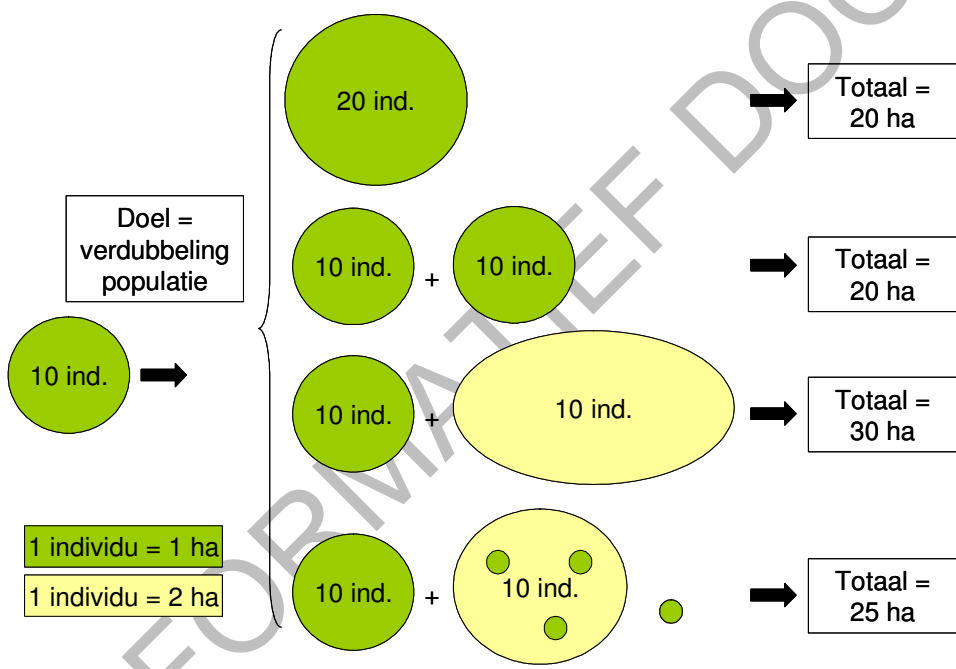 20 ind.
Totaal =
20 ha
Doel =
verdubbeling
populatie
10 ind.
+
10 ind.
Totaal =
20 ha
10 ind.
10 ind.
+
10 ind.
Totaal =
30 ha
1 individu = 1 ha
1 individu = 2 ha
10 ind.
+
10 ind.
Totaal =
25 ha
FORMATIEF DOC